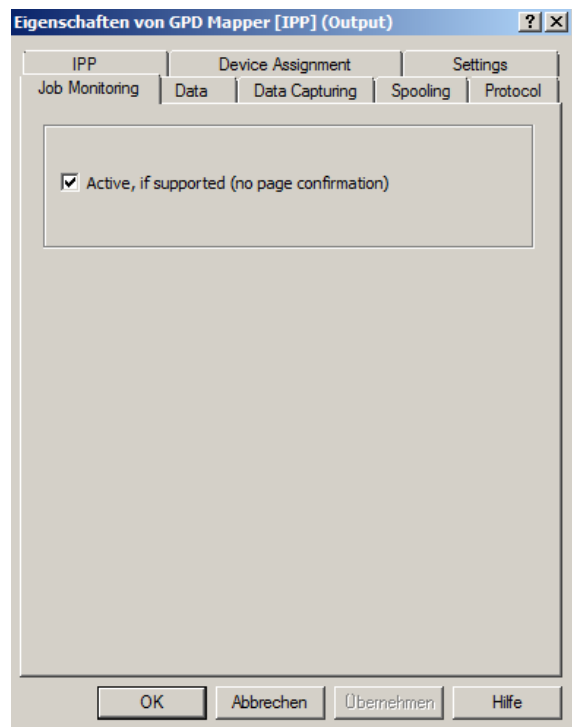 Eigenschaften von GPD Mapper [IPP] (Output)
IPP Device Assignment Settings
Job Monitoring Data Data Capturing Spooling Protocol
Active, if supported (no page confirmation)
OK Abbrechen Übernehmen Hilfe